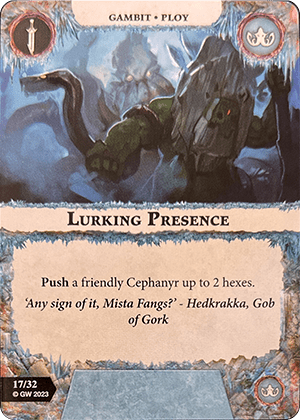 GAMBIT • PLOY
LURKING PRESENCE
Push a friendly Cephanyr up to 2 hexes.
'Any sign of it, Mista Fangs?' - Hedkrakka, Gob
of Gork
17/32
© GW 2023